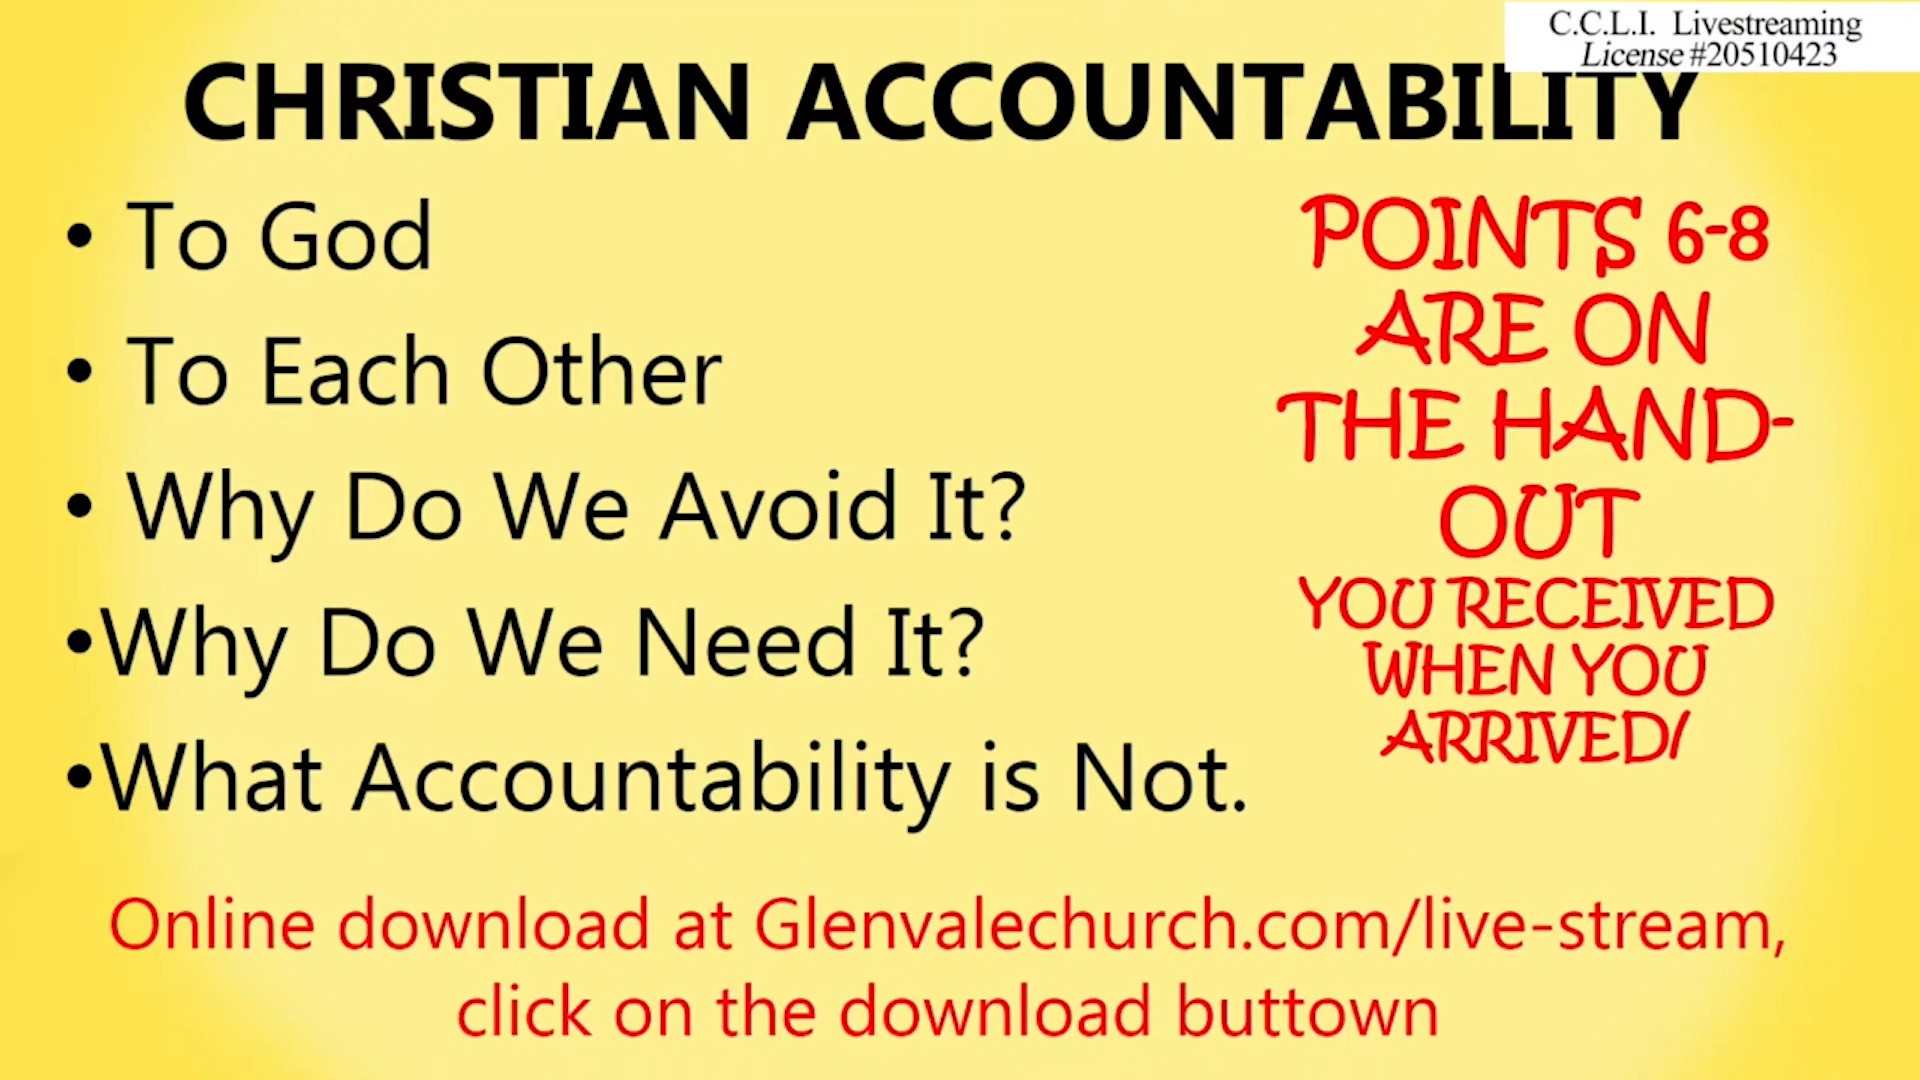 C.C.L.I. Livestreaming
License #20510423
CHRISTIAN ACCOUNTABILITY
• To God
• To Each Other
• Why Do We Avoid It?
•Why Do We Need It?
•What Accountability is Not.
POINTS 6-8
ARE ON
THE HAND-
OUT
YOU RECEIVED
WHEN YOU
ARRIVED/
Online download at Glenvalechurch.com/live-stream,
click on the download buttown